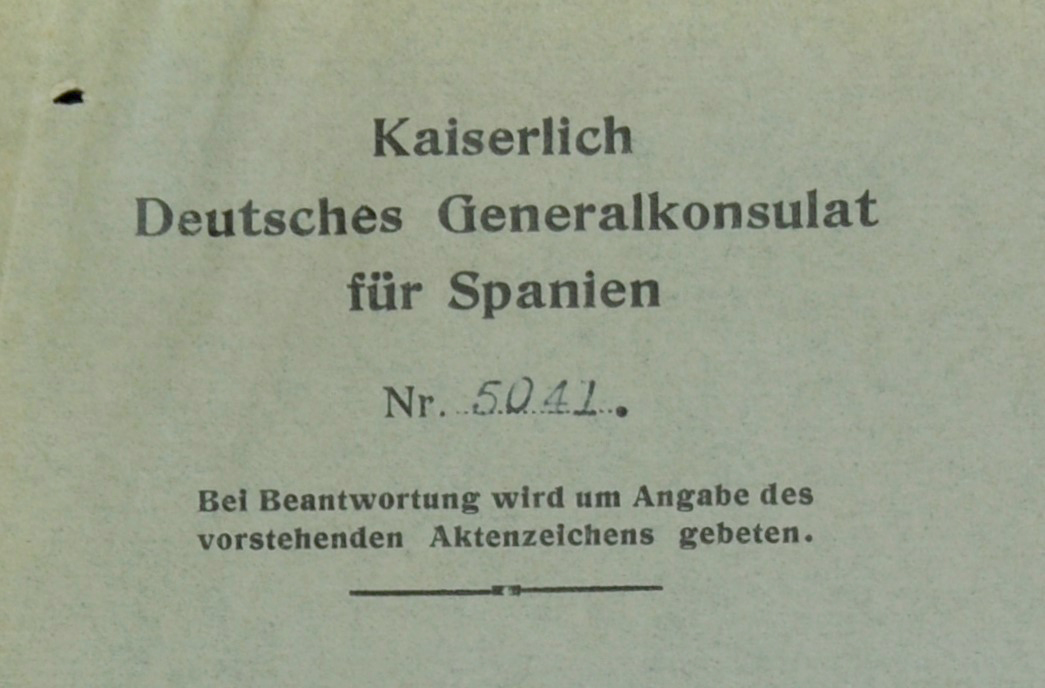 Kaiserlich
Deutsches Generalkonsulat
für Spanien
Nr. 5041.
Bei Beantwortung wird um Angabe des
vorstehenden Aktenzeichens gebeten.